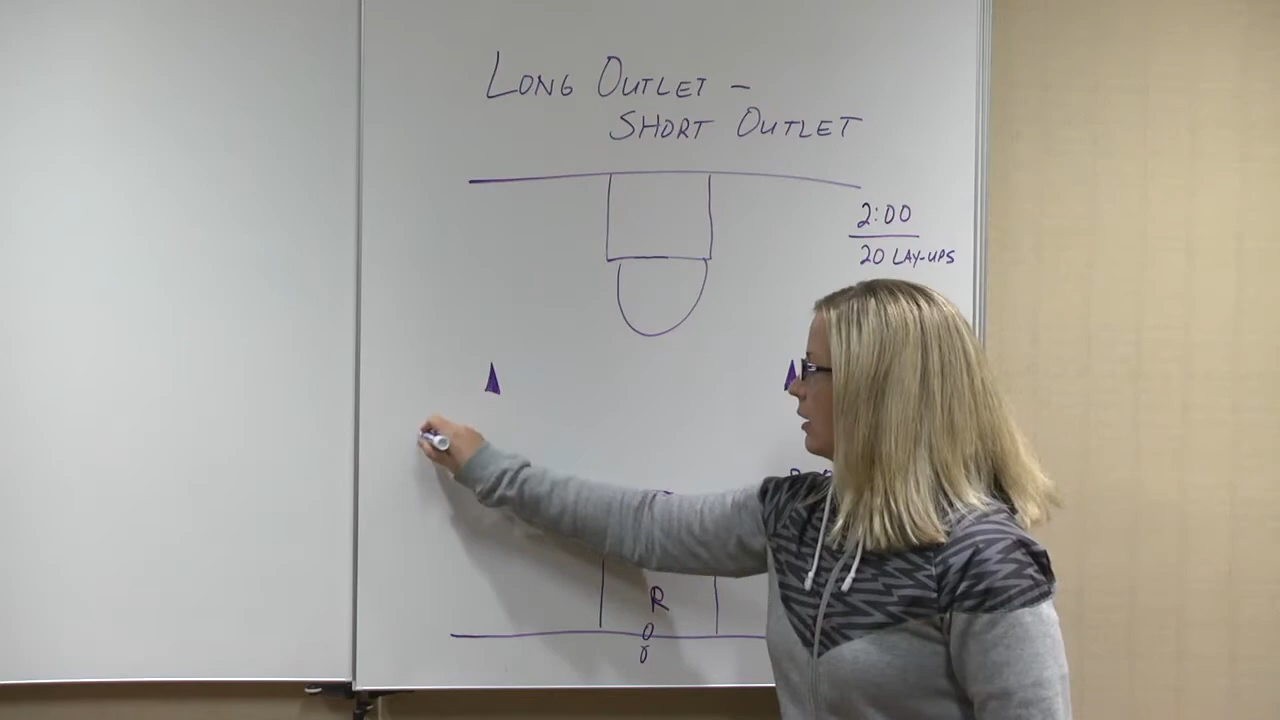 LONG OUTLET -
SHORT OUTLET
2:00
20 LAY-UPS
R